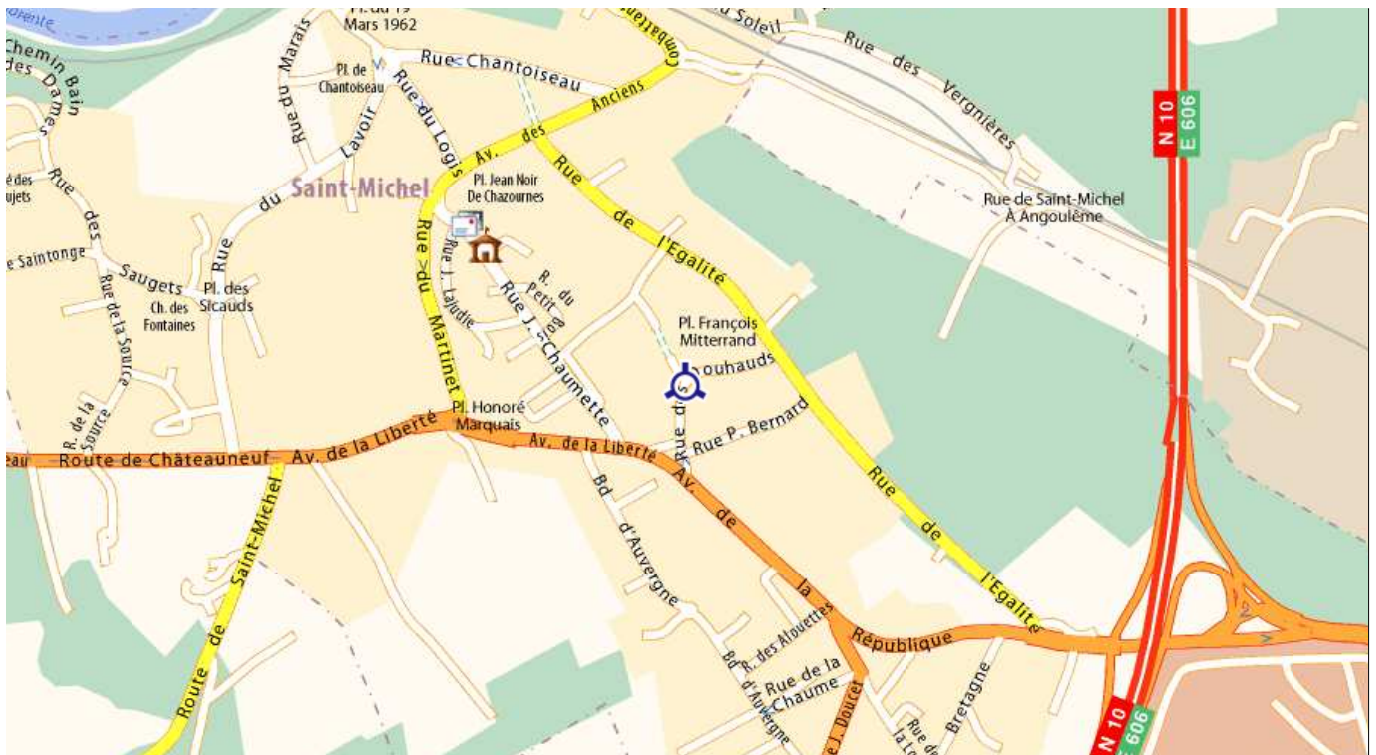 Pl. du 19
Mars 1962
Soleil
Rue des Vergnières
Chemin Bain
des Dames
Rue du Marais
Pl. de
Chantoiseau
Rue Chantoiseau
Combattants
Anciens
des
Av.
N 10
E 606
Rue du Logis
Lavoir
du
Rue
Saint-Michel
Pl. Jean Noir
De Chazournes
Rue de l'Egalité
Rue de Saint-Michel
À Angoulême
Rue des
Saugets
Saintonge
Rue de la Source
Ch. des
Fontaines
Pl. des
Sicauds
Rue du Martinet
Rue J. Lajudie
R. du
Petit
Rue J. Chaumette
Pl. François
Mitterrand
ouhauds
Rue
Rue P. Bernard
Pl. Honoré
Marquais
R. de la
Source
eau
Route de Châteauneuf
Av. de la Liberté
Av. de la Liberté
Av. de la République
Rue de l'Egalité
Route de Saint-Michel
Bd d'Auvergne
Bd d'Auvergne
R. des Alouettes
Rue de la
Chaume
J. Doucet
Bretagne
Rue de
N 10
E 606